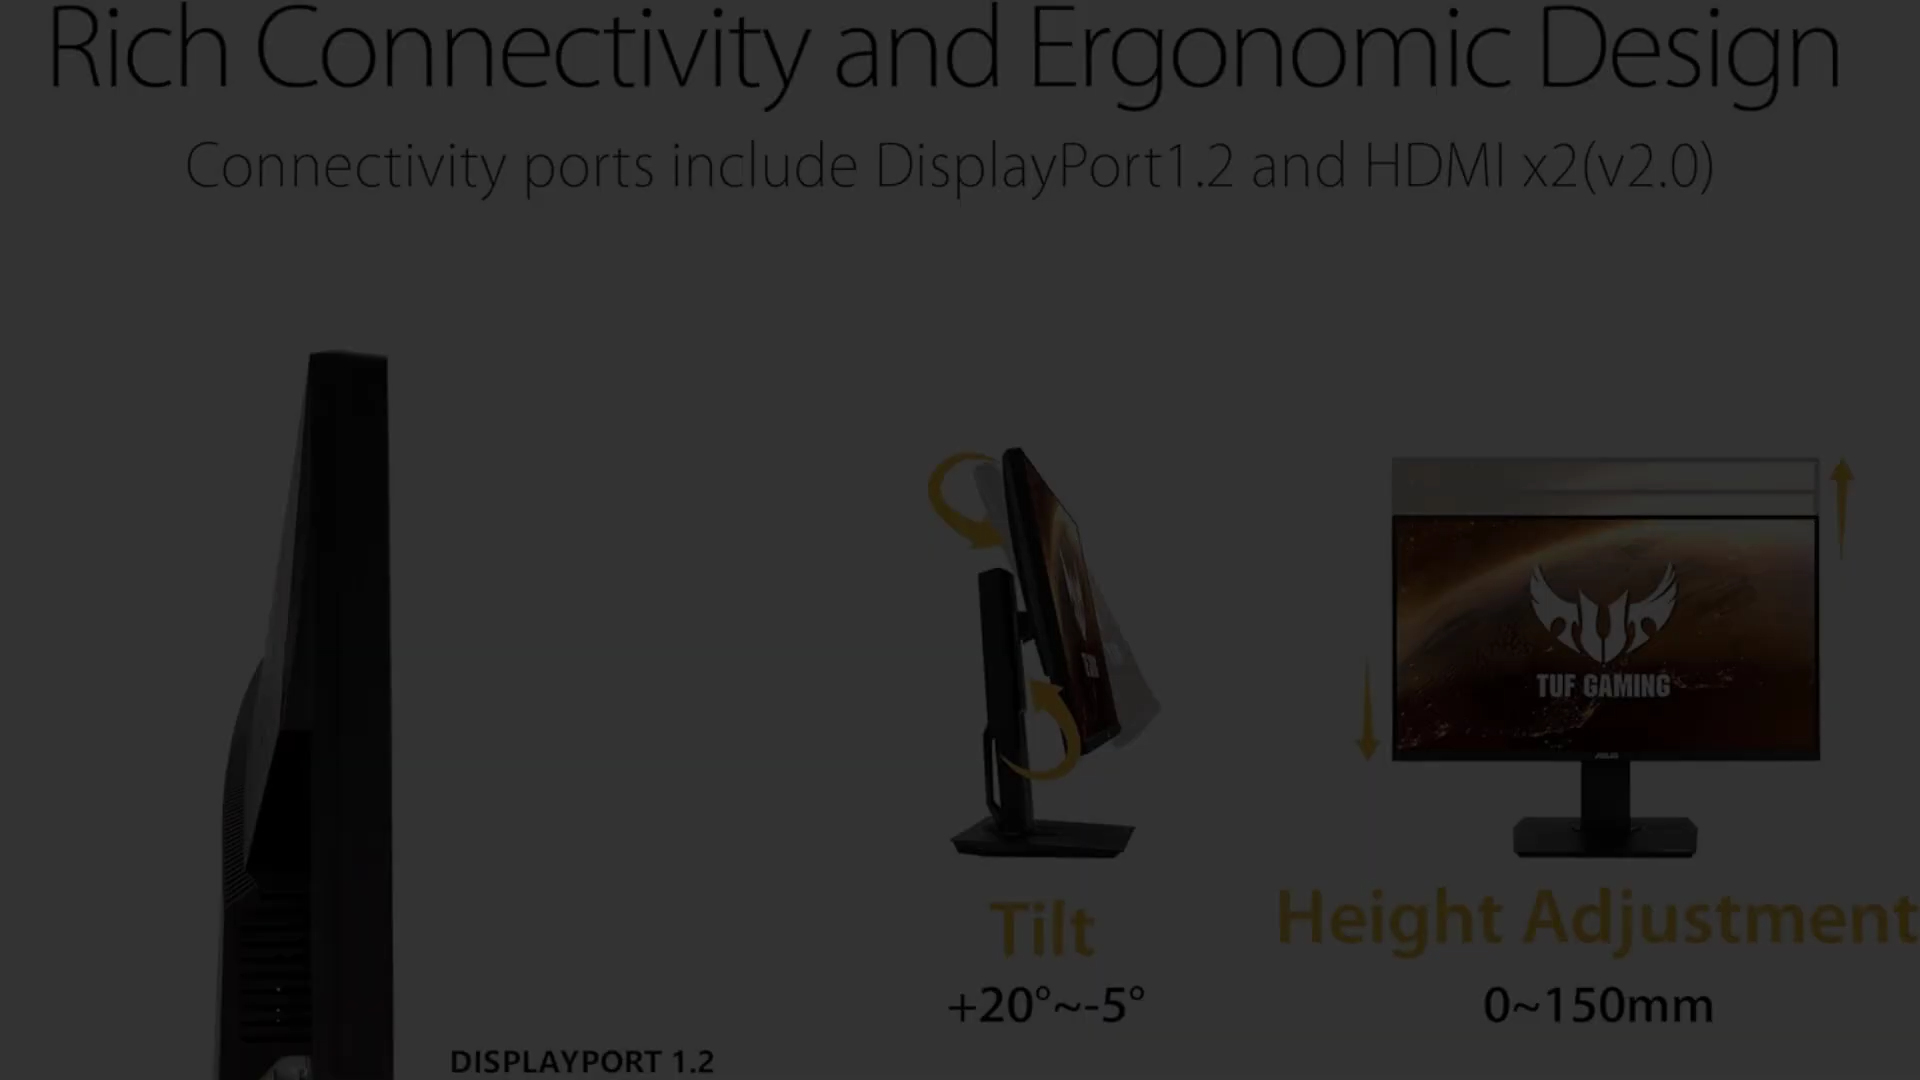 Rich Connectivity and Ergonomic Design
Connectivity ports include DisplayPort1.2 and HDMI x2(v2.0)
TUF GAMING
Tilt
+20°~-5°
Height Adjustment
0~150mm
DISPLAYPORT 1.2